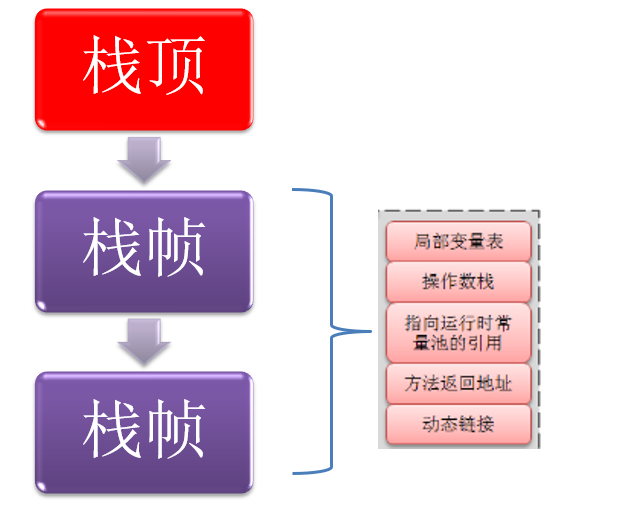 栈顶
栈帧
栈帧
局部变量表
操作数栈
指向运行时常
量池的引用
方法返回地址
动态链接